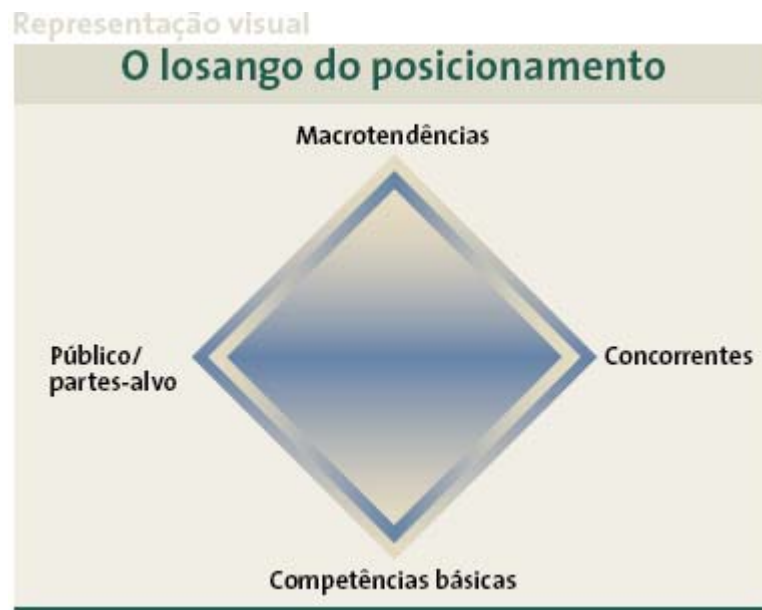 Representação visual
O losango do posicionamento
Macrotendências
Público/
partes-alvo
Concorrentes
Competências básicas